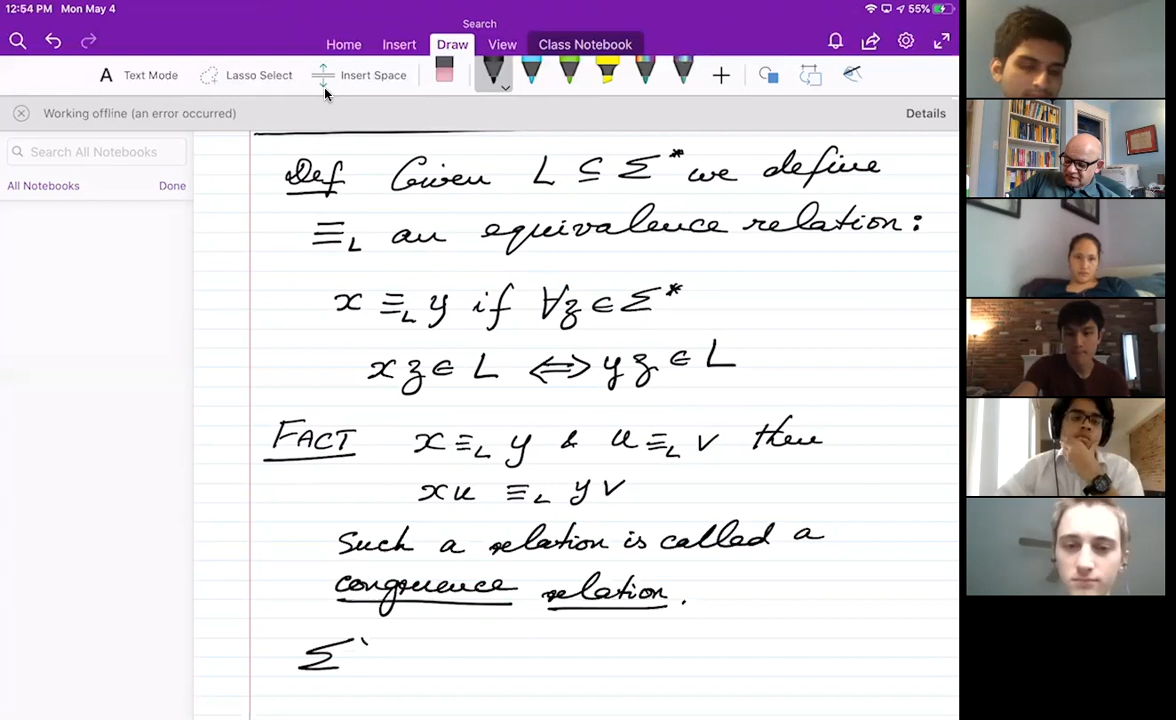 12:54 PM Mon May 4
55%
Search
Home Insert Draw View Class Notebook
A Text Mode Lasso Select Insert Space
Working offline (an error occurred) Details
Search All Notebooks
All Notebooks Done
Def Given L ⊆ Σ* we define
≡L an equivalence relation:
x ≡L y if ∀z ∈ Σ*
xz ∈ L ⟺ yz ∈ L
FACT x ≡L y & u ≡L v then
xu ≡L yv
Such a relation is called a
congruence relation.
Σ